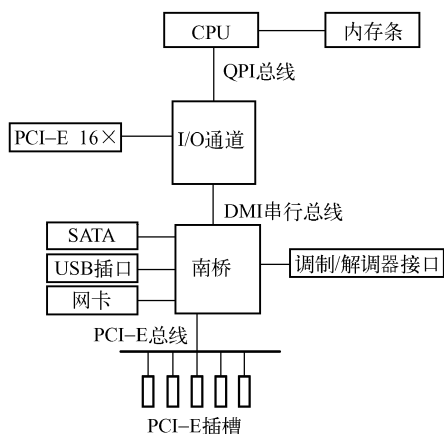 CPU
内存条
QPI总线
PCI-E 16×
I/O通道
DMI串行总线
SATA
USB插口
网卡
南桥
调制/解调器接口
PCI-E总线
PCI-E插槽